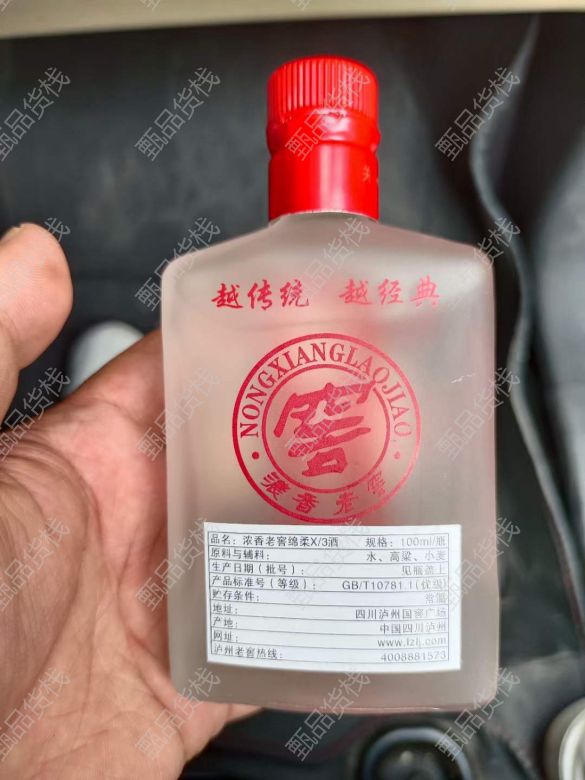 越传统 越经典
NONGXIANGLAOJIAO
窖
浓香老窖
品名：浓香老窖绵柔X/3酒 规格：100ml/瓶
原料与辅料： 水、高粱、小麦
生产日期（批号）： 见瓶盖上
产品标准号（等级）： GB/T10781.1(优级)
贮存条件： 常温
地址： 四川泸州国窖广场
产地： 中国四川泸州
网址： www.lzlj.com
泸州老窖热线： 4008881573
甄品货栈